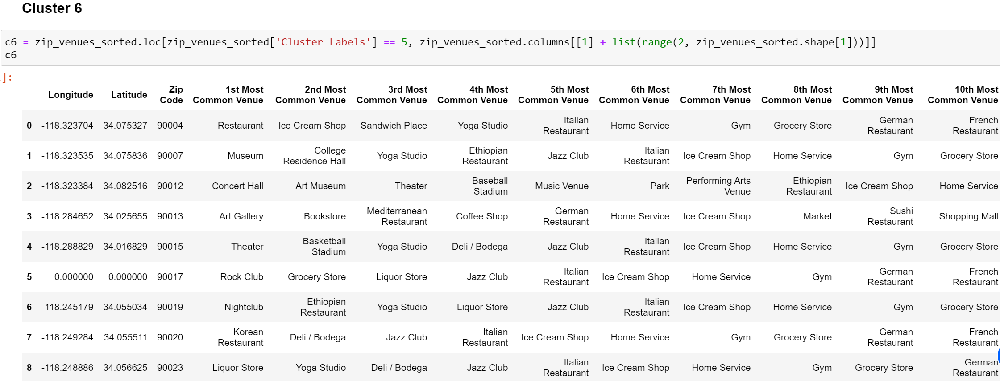 Cluster 6
c6 = zip_venues_sorted.loc[zip_venues_sorted['Cluster Labels'] == 5, zip_venues_sorted.columns[[1] + list(range(2, zip_venues_sorted.shape[1]))]]
c6
]:
Longitude Latitude Zip Code 1st Most Common Venue 2nd Most Common Venue 3rd Most Common Venue 4th Most Common Venue 5th Most Common Venue 6th Most Common Venue 7th Most Common Venue 8th Most Common Venue 9th Most Common Venue 10th Most Common Venue
0 -118.323704 34.075327 90004 Restaurant Ice Cream Shop Sandwich Place Yoga Studio Italian Restaurant Home Service Gym Grocery Store German Restaurant French Restaurant
1 -118.323535 34.075836 90007 Museum College Residence Hall Yoga Studio Ethiopian Restaurant Jazz Club Italian Restaurant Ice Cream Shop Home Service Gym Grocery Store
2 -118.323384 34.082516 90012 Concert Hall Art Museum Theater Baseball Stadium Music Venue Park Performing Arts Venue Ethiopian Restaurant Ice Cream Shop Home Service
3 -118.284652 34.025655 90013 Art Gallery Bookstore Mediterranean Restaurant Coffee Shop German Restaurant Home Service Ice Cream Shop Market Sushi Restaurant Shopping Mall
4 -118.288829 34.016829 90015 Theater Basketball Stadium Yoga Studio Deli / Bodega Jazz Club Italian Restaurant Ice Cream Shop Home Service Gym Grocery Store
5 0.000000 0.000000 90017 Rock Club Grocery Store Liquor Store Jazz Club Italian Restaurant Ice Cream Shop Home Service Gym German Restaurant French Restaurant
6 -118.245179 34.055034 90019 Nightclub Ethiopian Restaurant Yoga Studio Liquor Store Jazz Club Italian Restaurant Ice Cream Shop Home Service Gym Grocery Store
7 -118.249284 34.055511 90020 Korean Restaurant Deli / Bodega Jazz Club Italian Restaurant Ice Cream Shop Home Service Gym Grocery Store German Restaurant French Restaurant
8 -118.248886 34.056625 90023 Liquor Store Yoga Studio Deli / Bodega Jazz Club Italian Restaurant Ice Cream Shop Home Service Gym Grocery Store German Restaurant